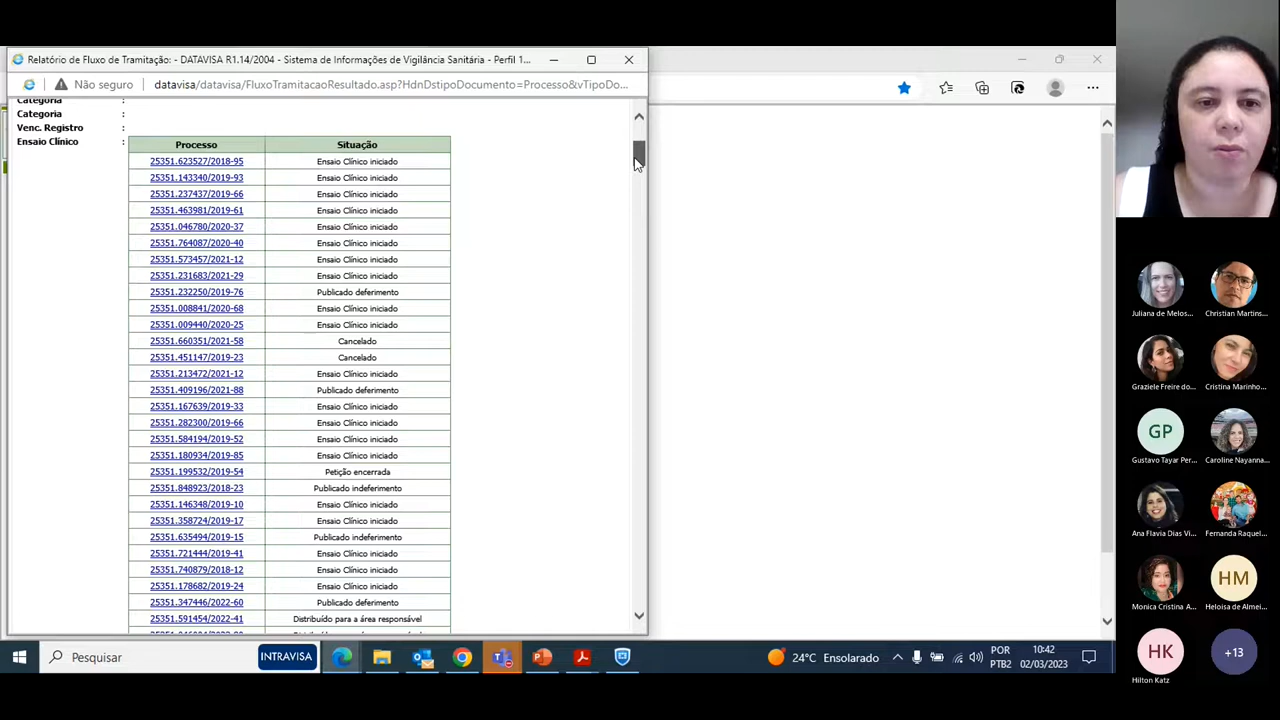 Relatório de Fluxo de Tramitação: - DATAVISA R1.14/2004 - Sistema de Informações de Vigilância Sanitária - Perfil 1...
Não seguro
datavisa/datavisa/FluxoTramitacaoResultado.asp?HdnDstipoDocumento=Processo&vTipoDo...
Categoria :
Categoria :
Venc. Registro :
Ensaio Clínico :
Processo Situação
25351.623527/2018-95 Ensaio Clínico iniciado
25351.143340/2019-93 Ensaio Clínico iniciado
25351.237437/2019-66 Ensaio Clínico iniciado
25351.463981/2019-61 Ensaio Clínico iniciado
25351.046780/2020-37 Ensaio Clínico iniciado
25351.764087/2020-40 Ensaio Clínico iniciado
25351.573457/2021-12 Ensaio Clínico iniciado
25351.231683/2021-29 Ensaio Clínico iniciado
25351.232250/2019-76 Publicado deferimento
25351.008841/2020-68 Ensaio Clínico iniciado
25351.009440/2020-25 Ensaio Clínico iniciado
25351.660351/2021-58 Cancelado
25351.451147/2019-23 Cancelado
25351.213472/2021-12 Ensaio Clínico iniciado
25351.409196/2021-88 Publicado deferimento
25351.167639/2019-33 Ensaio Clínico iniciado
25351.282300/2019-66 Ensaio Clínico iniciado
25351.584194/2019-52 Ensaio Clínico iniciado
25351.180934/2019-85 Ensaio Clínico iniciado
25351.199532/2019-54 Petição encerrada
25351.848923/2018-23 Publicado indeferimento
25351.146348/2019-10 Ensaio Clínico iniciado
25351.358724/2019-17 Ensaio Clínico iniciado
25351.635494/2019-15 Publicado indeferimento
25351.721444/2019-41 Ensaio Clínico iniciado
25351.740879/2018-12 Ensaio Clínico iniciado
25351.178682/2019-24 Ensaio Clínico iniciado
25351.347446/2022-60 Publicado deferimento
25351.591454/2022-41 Distribuído para a área responsável
Juliana de Melos... Christian Martins...
Graziele Freire do... Cristina Marinho...
GP
Gustavo Tayar Per... Caroline Nayanna...
Ana Flavia Dias Vi... Fernanda Raquel...
HM
Monica Cristina A... Heloisa de Almei...
HK +13
Hilton Katz
Pesquisar
INTRAVISA
24°C Ensolarado
POR
PTB2
10:42
02/03/2023